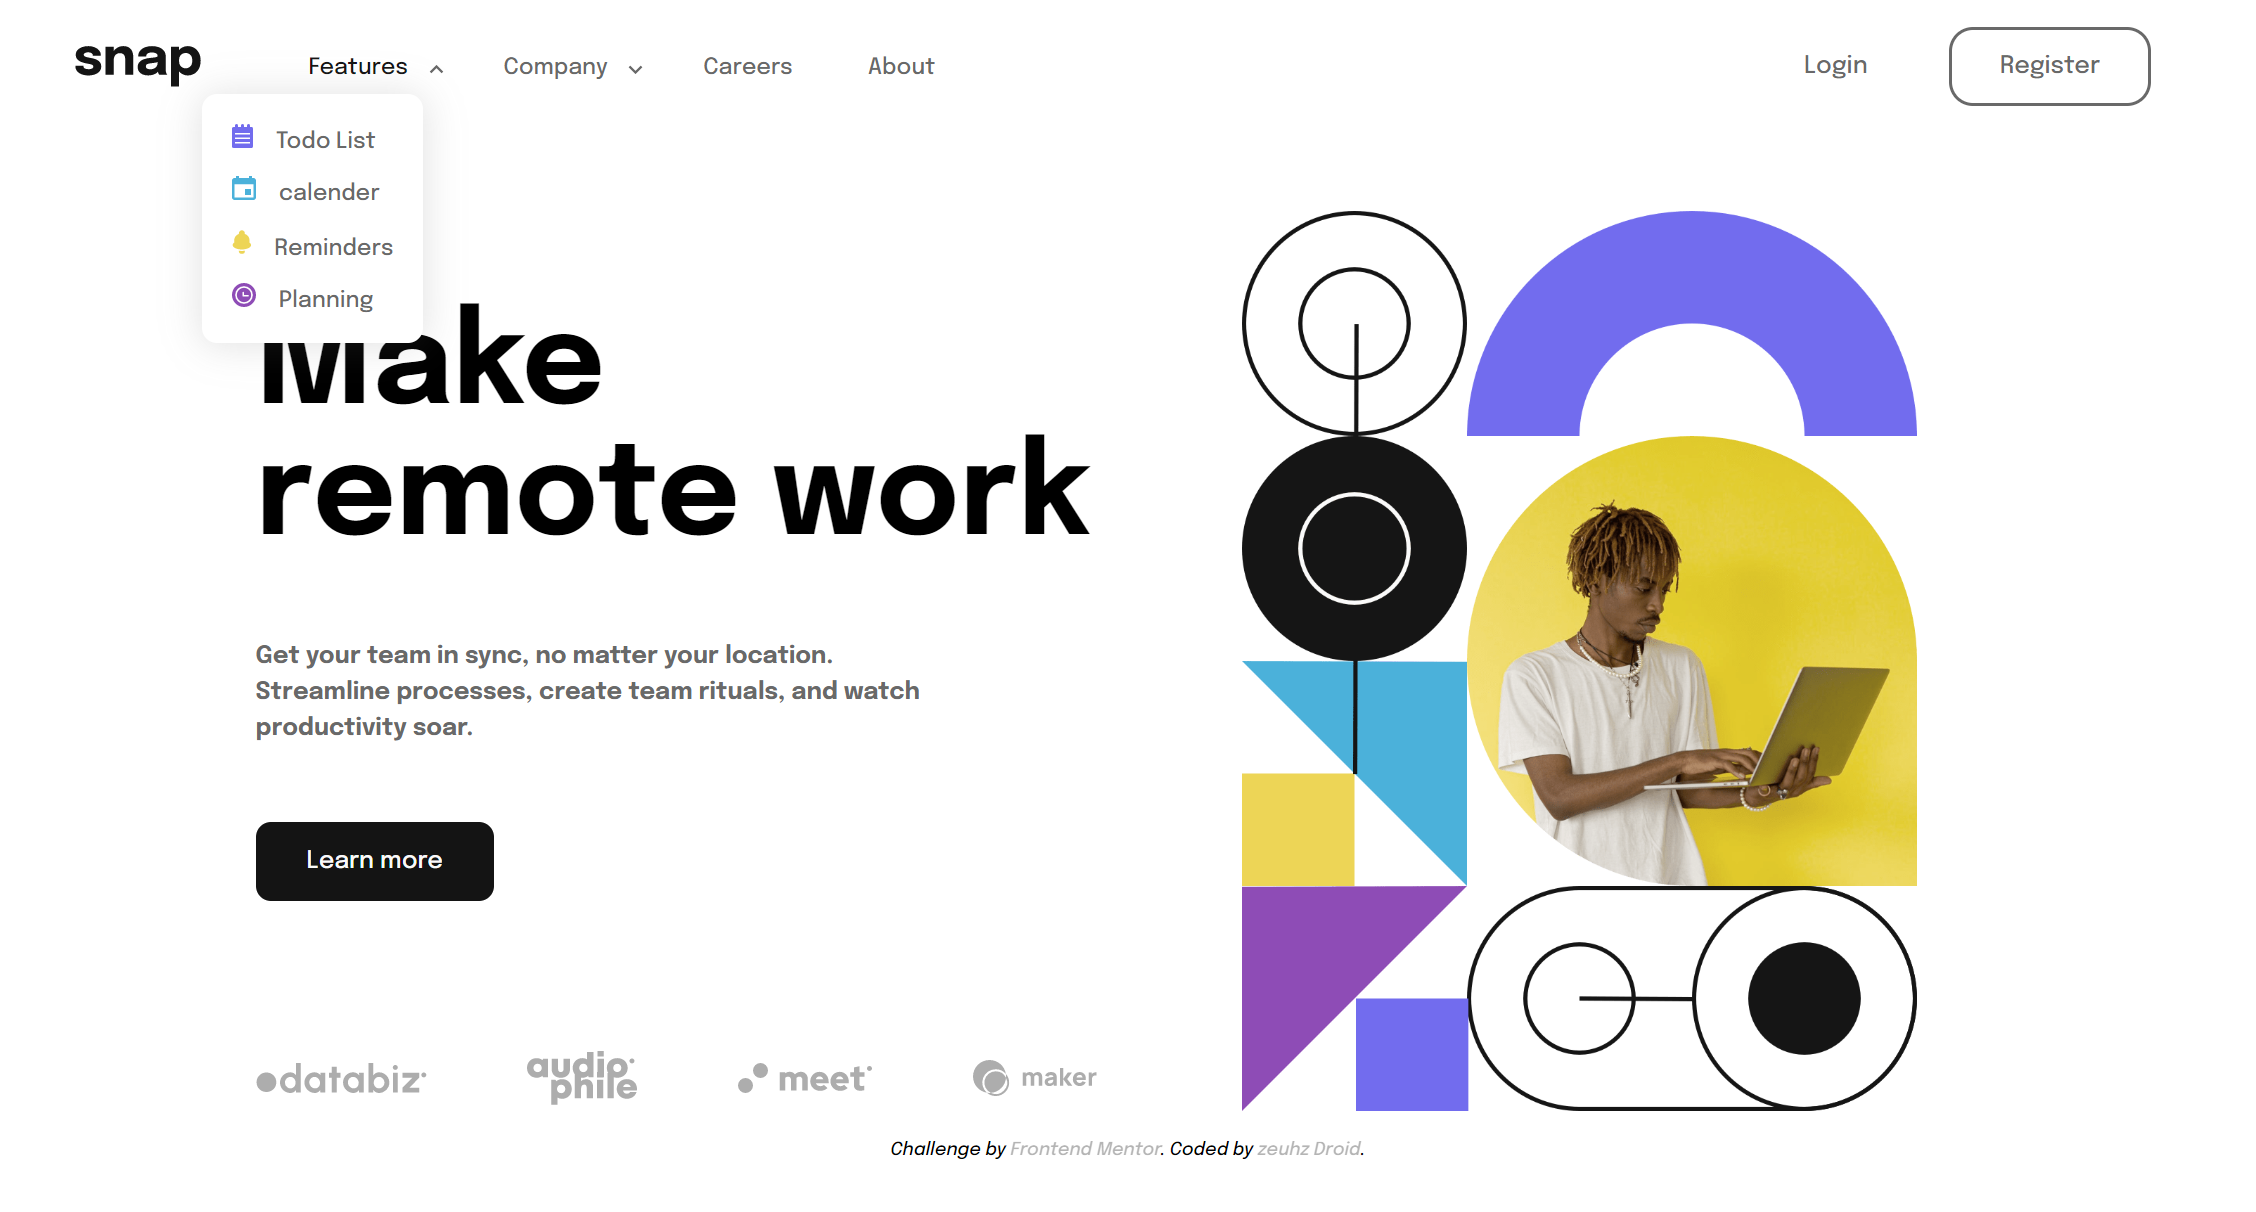 snap
Features
Company
Careers
About
Login
Register
Todo List
calender
Reminders
Planning
Make
remote work
Get your team in sync, no matter your location.
Streamline processes, create team rituals, and watch
productivity soar.
Learn more
databiz
audio
phile
meet
maker
Challenge by Frontend Mentor. Coded by zeuhz Droid.